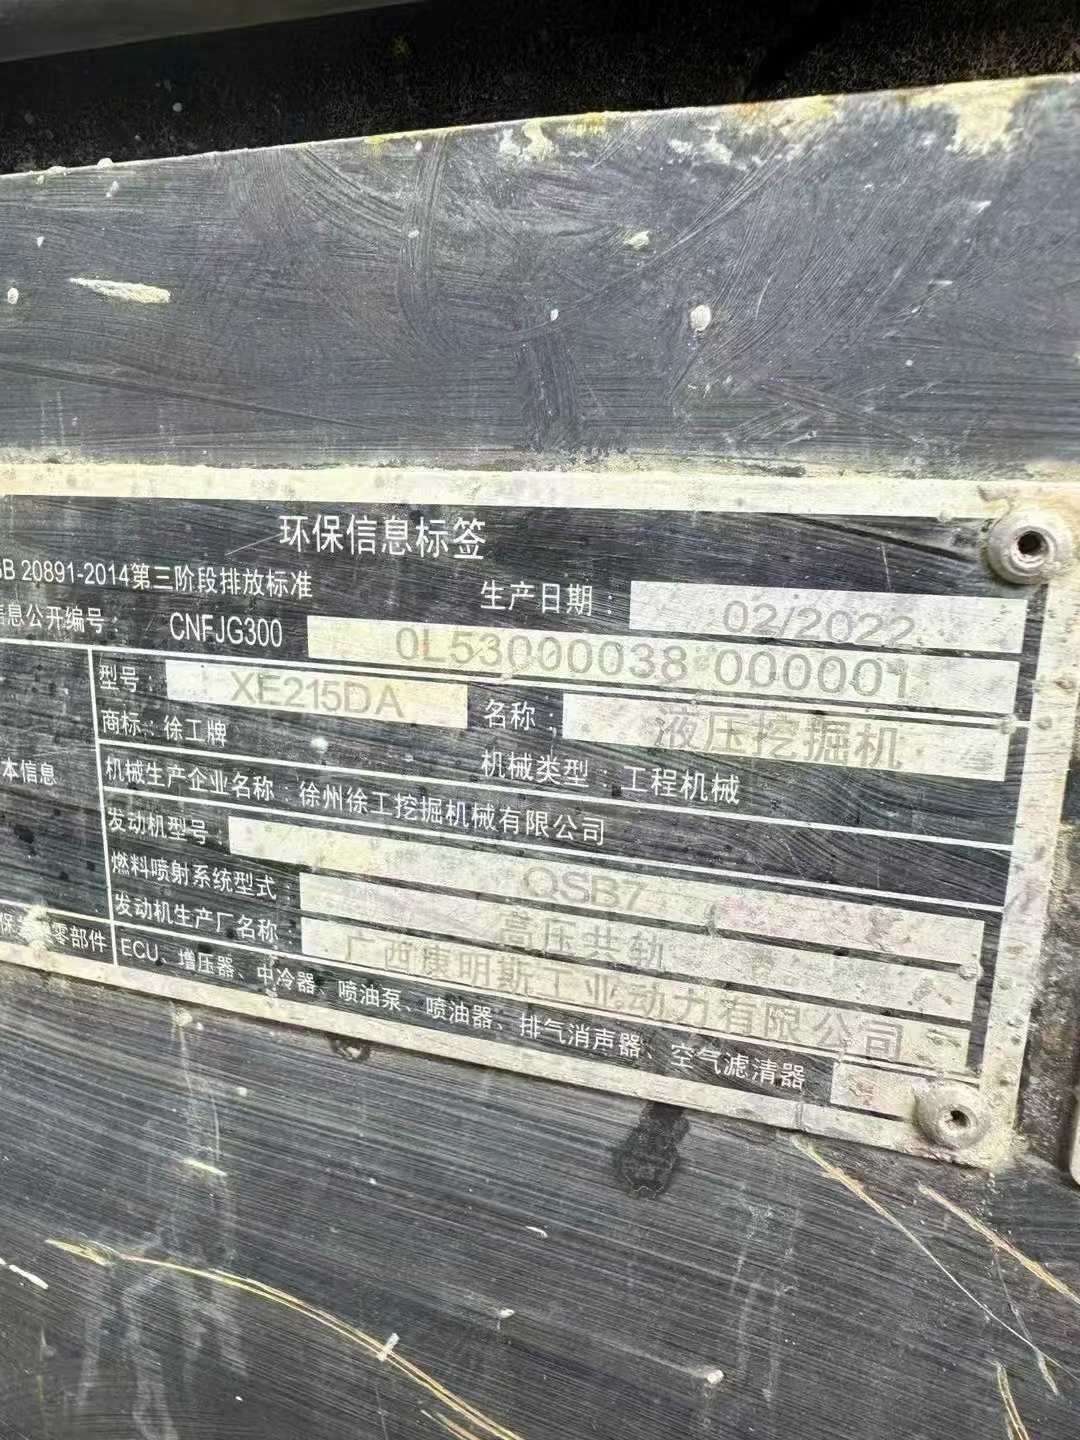 环保信息标签
GB 20891-2014第三阶段排放标准
生产日期： 02/2022
信息公开编号： CNFJG300 0L53000038 000001
型号： XE215DA
名称： 液压挖掘机
商标： 徐工牌
机械类型：工程机械
本信息
机械生产企业名称：徐州徐工挖掘机械有限公司
发动机型号： QSB7
燃料喷射系统型式： 高压共轨
发动机生产厂名称： 广西康明斯工业动力有限公司
零部件
ECU、增压器、中冷器、喷油泵、喷油器、排气消声器、空气滤清器